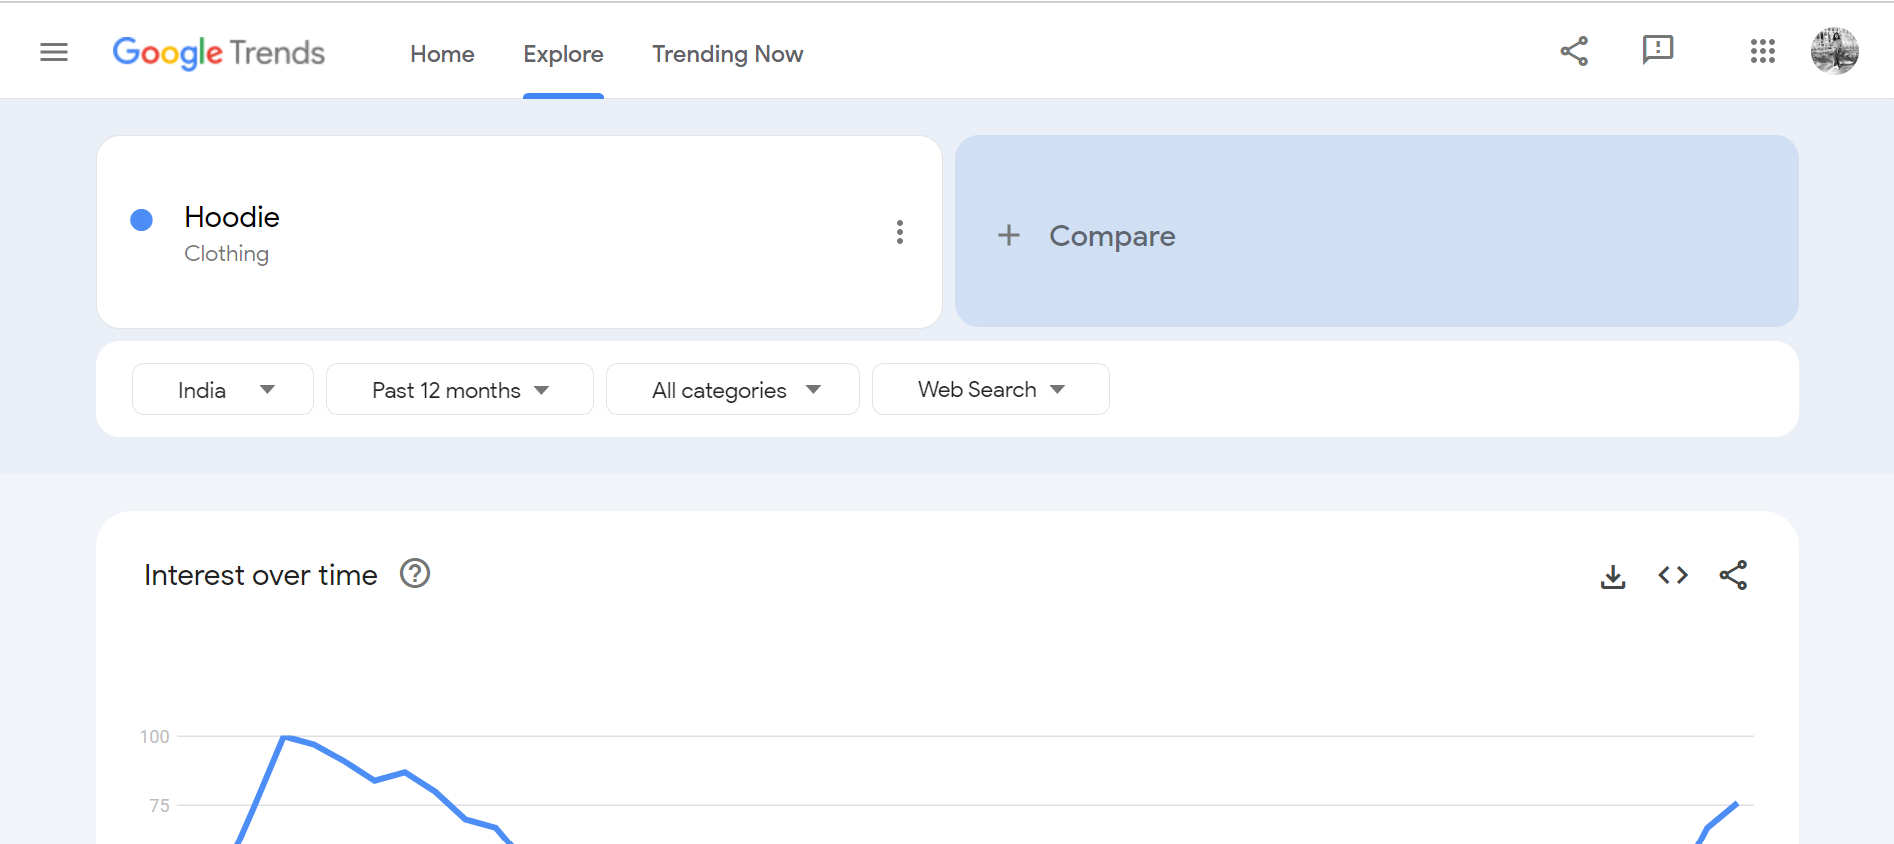 Google Trends
Home Explore Trending Now
Hoodie
Clothing
+ Compare
India
Past 12 months
All categories
Web Search
Interest over time
100
75